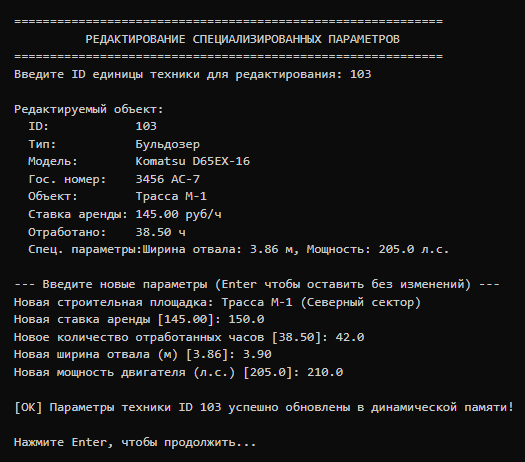 ============================================================
РЕДАКТИРОВАНИЕ СПЕЦИАЛИЗИРОВАННЫХ ПАРАМЕТРОВ
============================================================
Введите ID единицы техники для редактирования: 103
Редактируемый объект:
ID: 103
Тип: Бульдозер
Модель: Komatsu D65EX-16
Гос. номер: 3456 АС-7
Объект: Трасса М-1
Ставка аренды: 145.00 руб/ч
Отработано: 38.50 ч
Спец. параметры:Ширина отвала: 3.86 м, Мощность: 205.0 л.с.
--- Введите новые параметры (Enter чтобы оставить без изменений) ---
Новая строительная площадка: Трасса М-1 (Северный сектор)
Новая ставка аренды [145.00]: 150.0
Новое количество отработанных часов [38.50]: 42.0
Новая ширина отвала (м) [3.86]: 3.90
Новая мощность двигателя (л.с.) [205.0]: 210.0
[OK] Параметры техники ID 103 успешно обновлены в динамической памяти!
Нажмите Enter, чтобы продолжить...